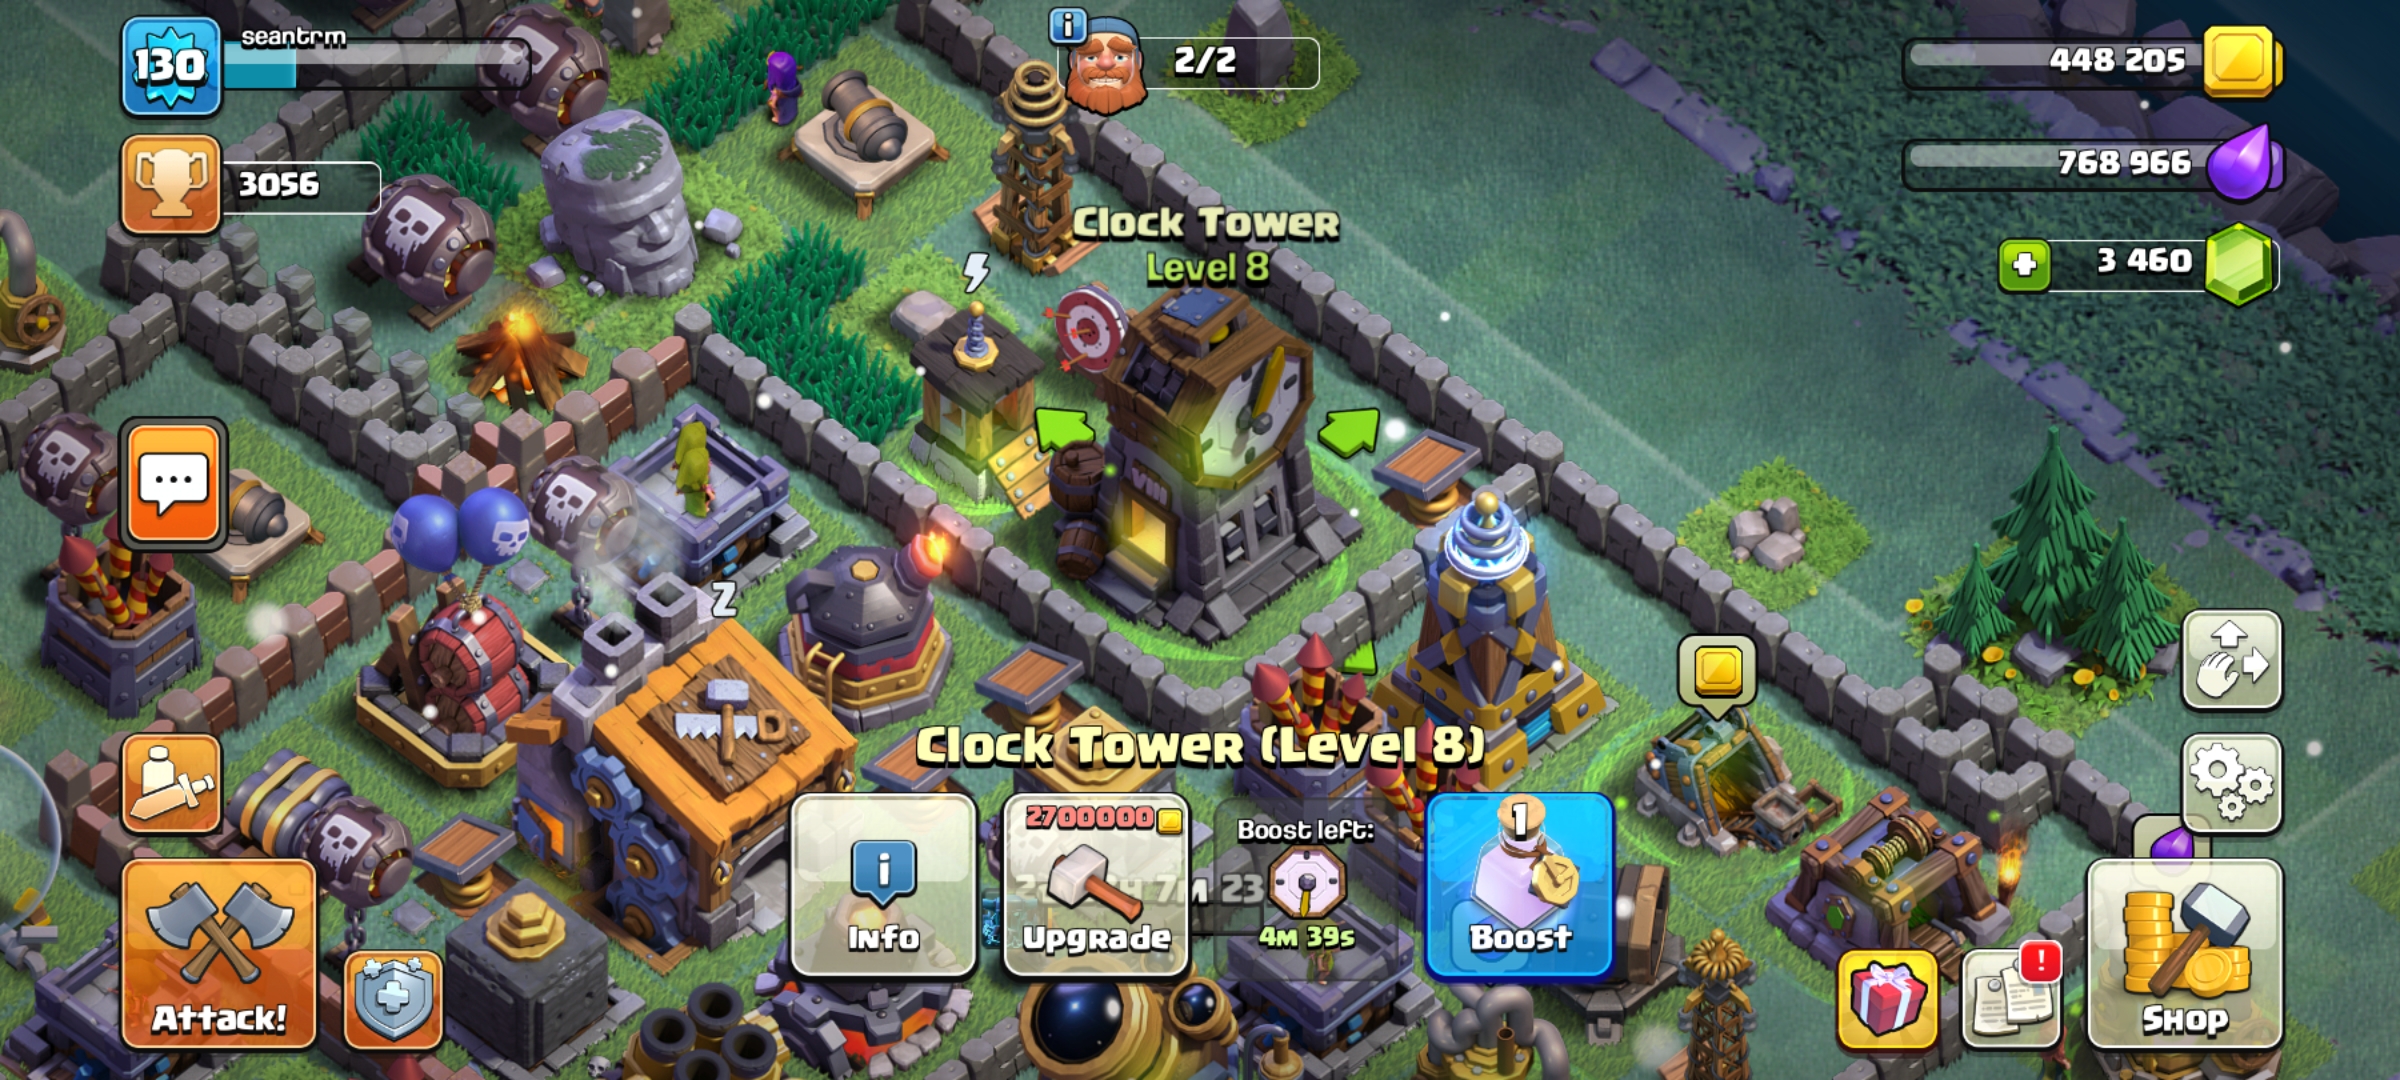 130
seantrm
2/2
448 205
3056
768 966
Clock Tower
Level 8
3 460
VIII
Z
Clock Tower (Level 8)
2700000
Boost left:
1
Info
Upgrade
4m 39s
Boost
!
Attack!
Shop